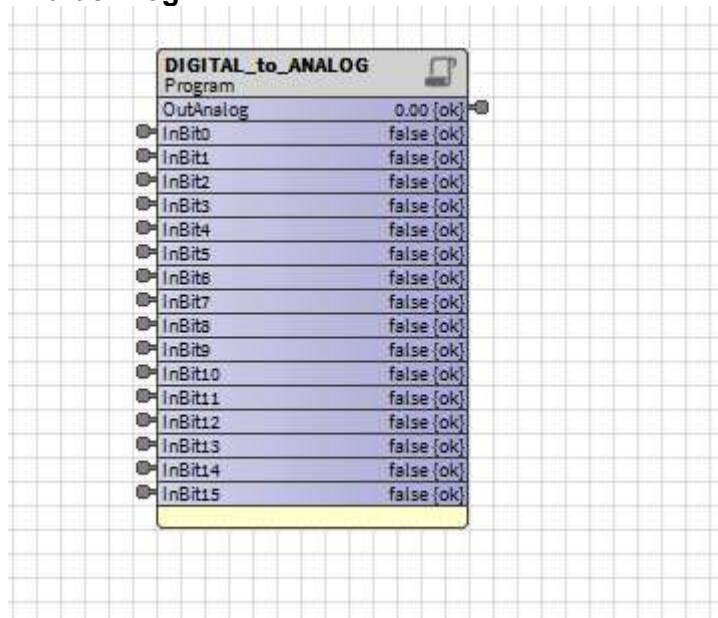 DIGITAL_to_ANALOG
Program
OutAnalog 0.00 {ok}
InBit0 false {ok}
InBit1 false {ok}
InBit2 false {ok}
InBit3 false {ok}
InBit4 false {ok}
InBit5 false {ok}
InBit6 false {ok}
InBit7 false {ok}
InBit8 false {ok}
InBit9 false {ok}
InBit10 false {ok}
InBit11 false {ok}
InBit12 false {ok}
InBit13 false {ok}
InBit14 false {ok}
InBit15 false {ok}